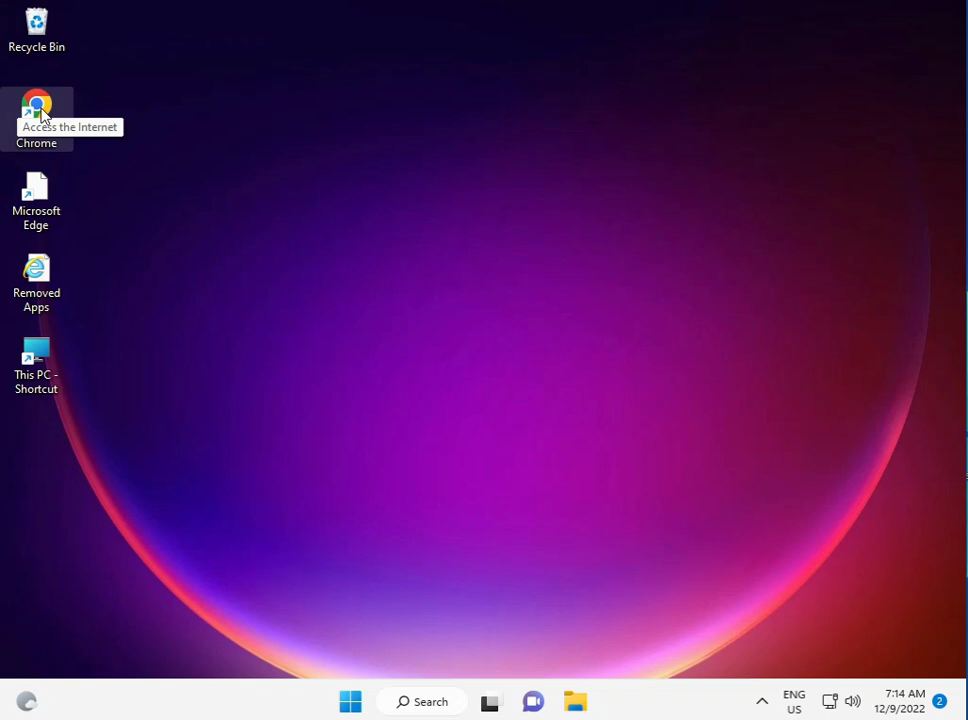 Recycle Bin
Access the Internet
Chrome
Microsoft
Edge
Removed
Apps
This PC -
Shortcut
Search
ENG
US
7:14 AM
12/9/2022
2